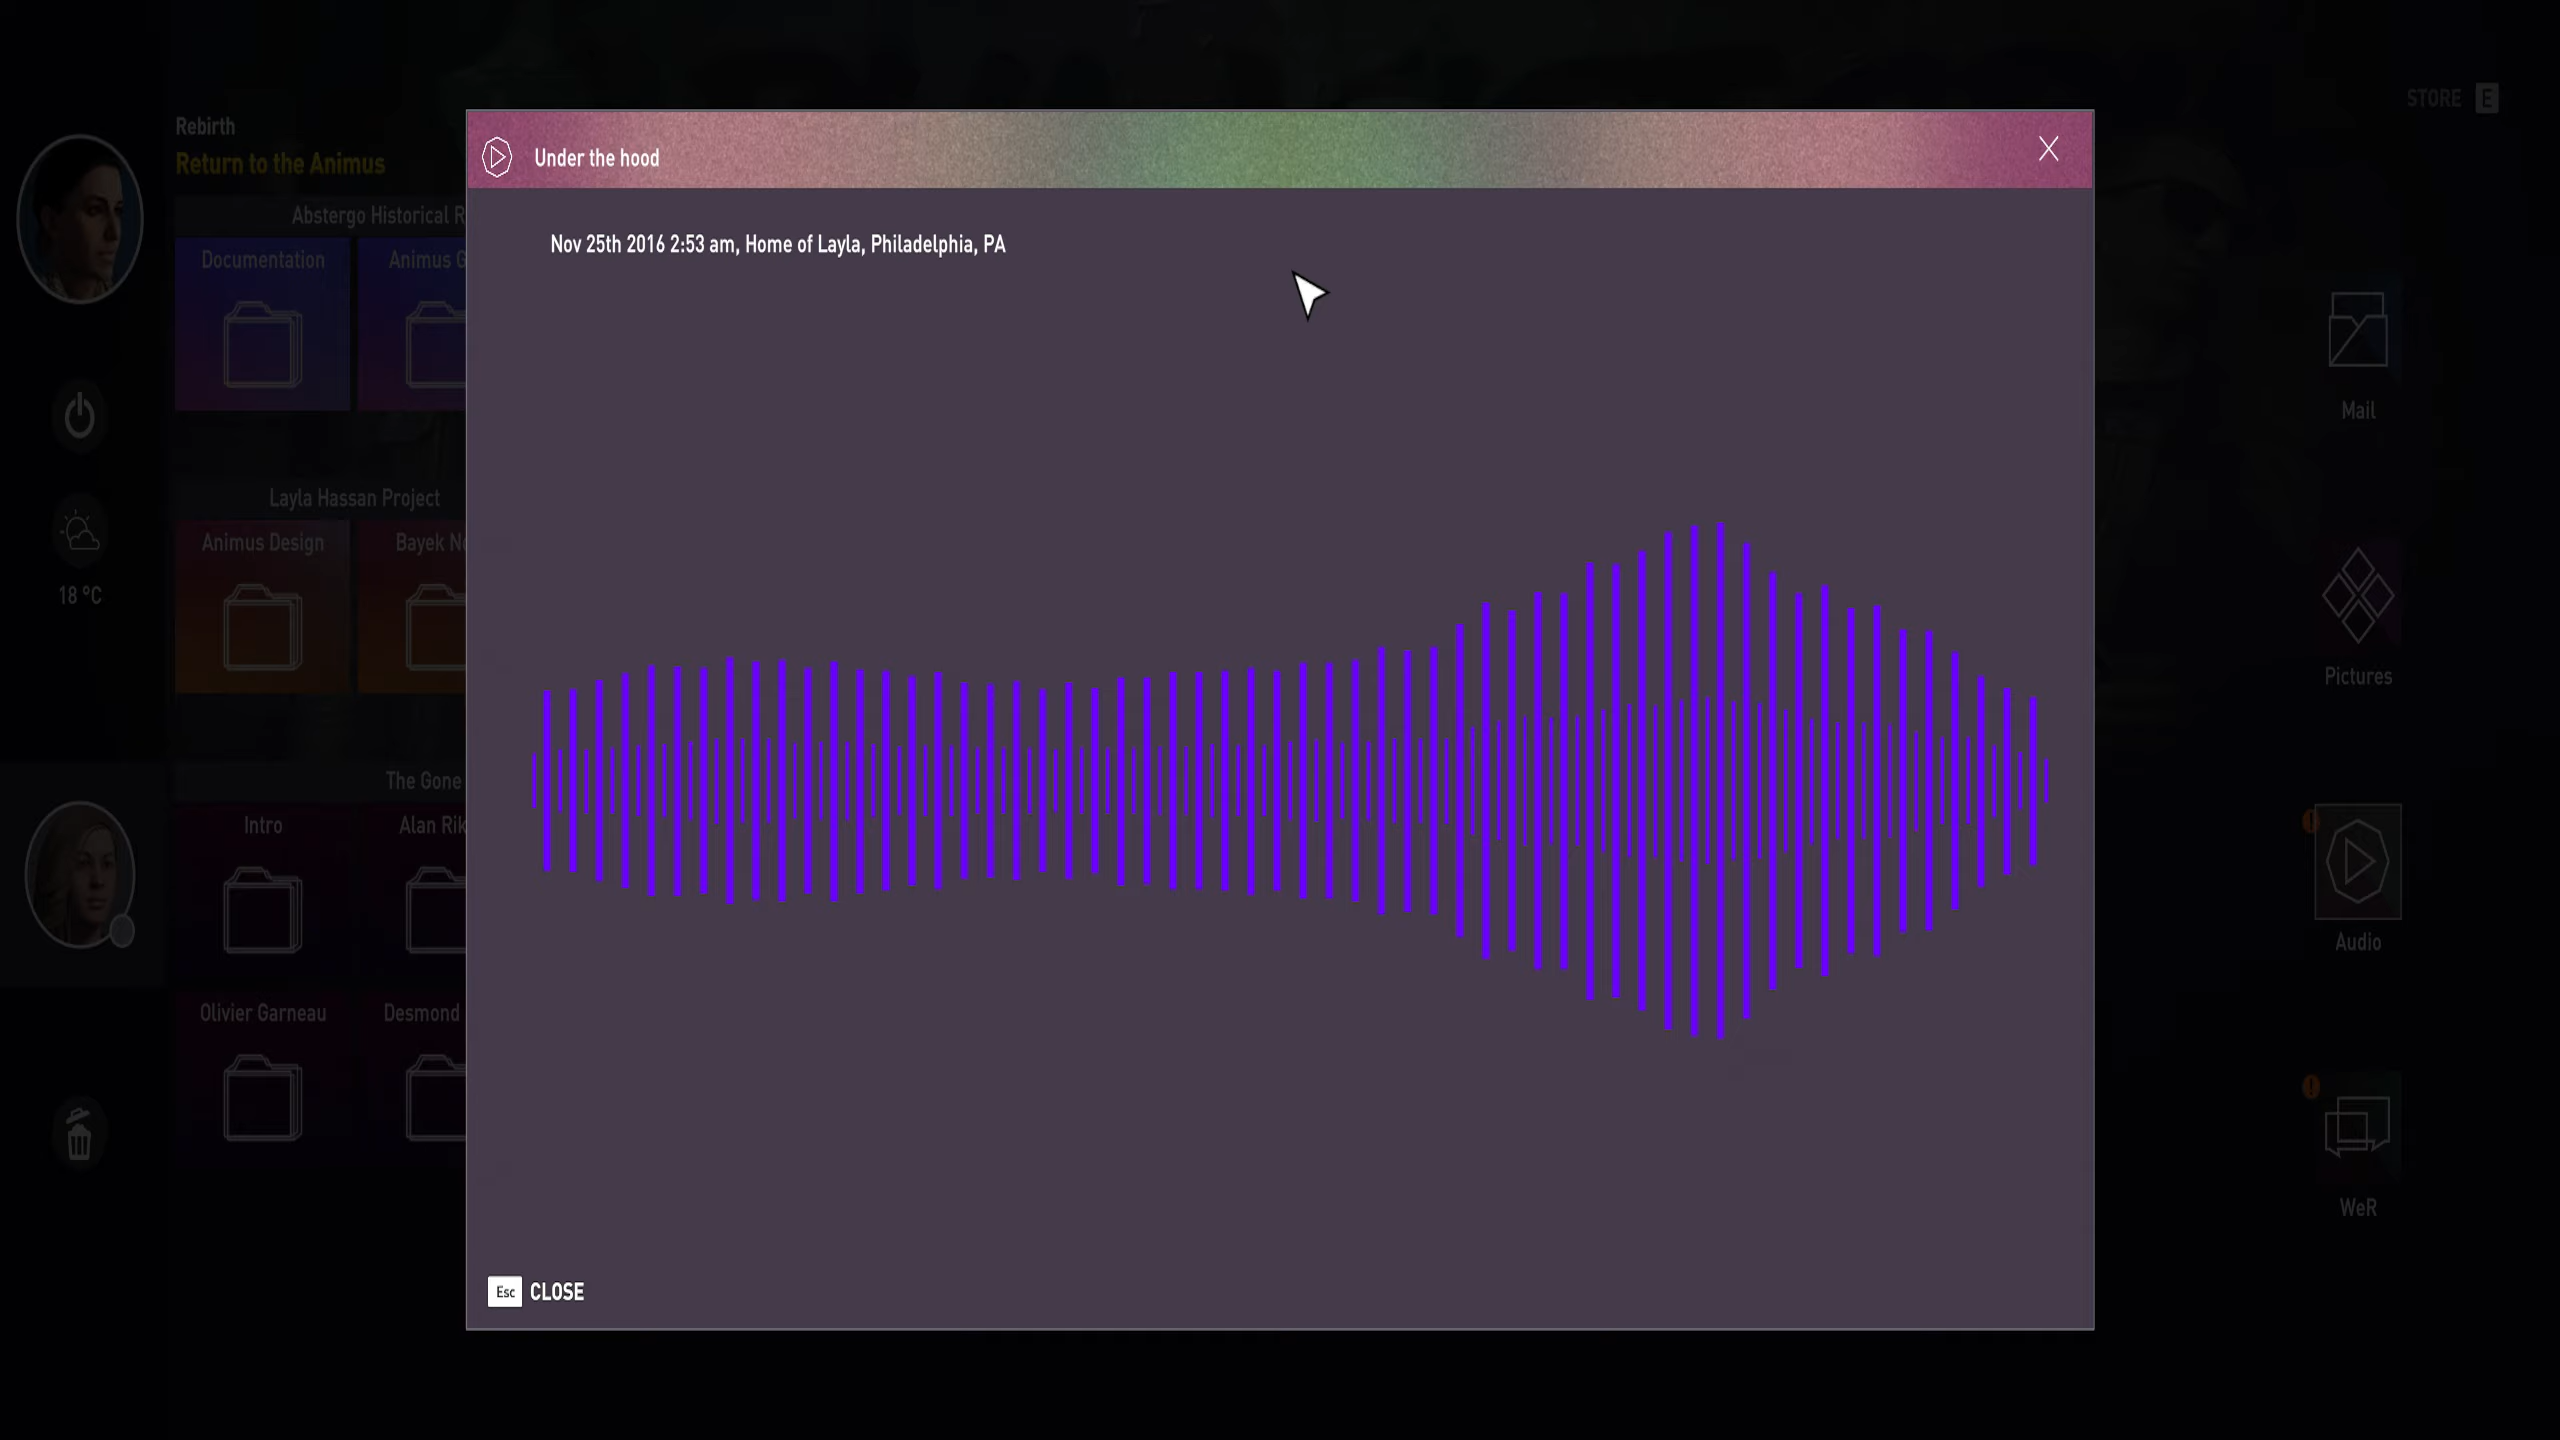 STORE E
Rebirth
Return to the Animus
Under the hood
Nov 25th 2016 2:53 am, Home of Layla, Philadelphia, PA
Abstergo Historical R
Documentation
Animus G
Layla Hassan Project
Animus Design
Bayek No
18 °C
The Gone
Intro
Alan Rik
Olivier Garneau
Desmond
Mail
Pictures
Audio
WeR
Esc CLOSE